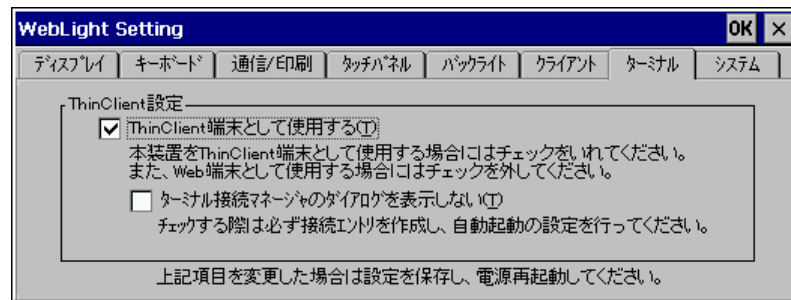 WebLight Setting OK ×
ﾃﾞｨｽﾌﾟﾚｲ ｷｰﾎﾞｰﾄﾞ 通信/印刷 ﾀｯﾁﾊﾟﾈﾙ ﾊﾞｯｸﾗｲﾄ ｸﾗｲｱﾝﾄ ﾀｰﾐﾅﾙ ｼｽﾃﾑ
ThinClient設定
ThinClient端末として使用する(T)
本装置をThinClient端末として使用する場合にはチェックをいれてください。
また、Web端末として使用する場合にはチェックを外してください。
ﾀｰﾐﾅﾙ接続ﾏﾈｰｼﾞｬのﾀﾞｲｱﾛｸﾞを表示しない(T)
ﾁｪｯｸする際は必ず接続ｴﾝﾄﾘを作成し、自動起動の設定を行ってください。
上記項目を変更した場合は設定を保存し、電源再起動してください。